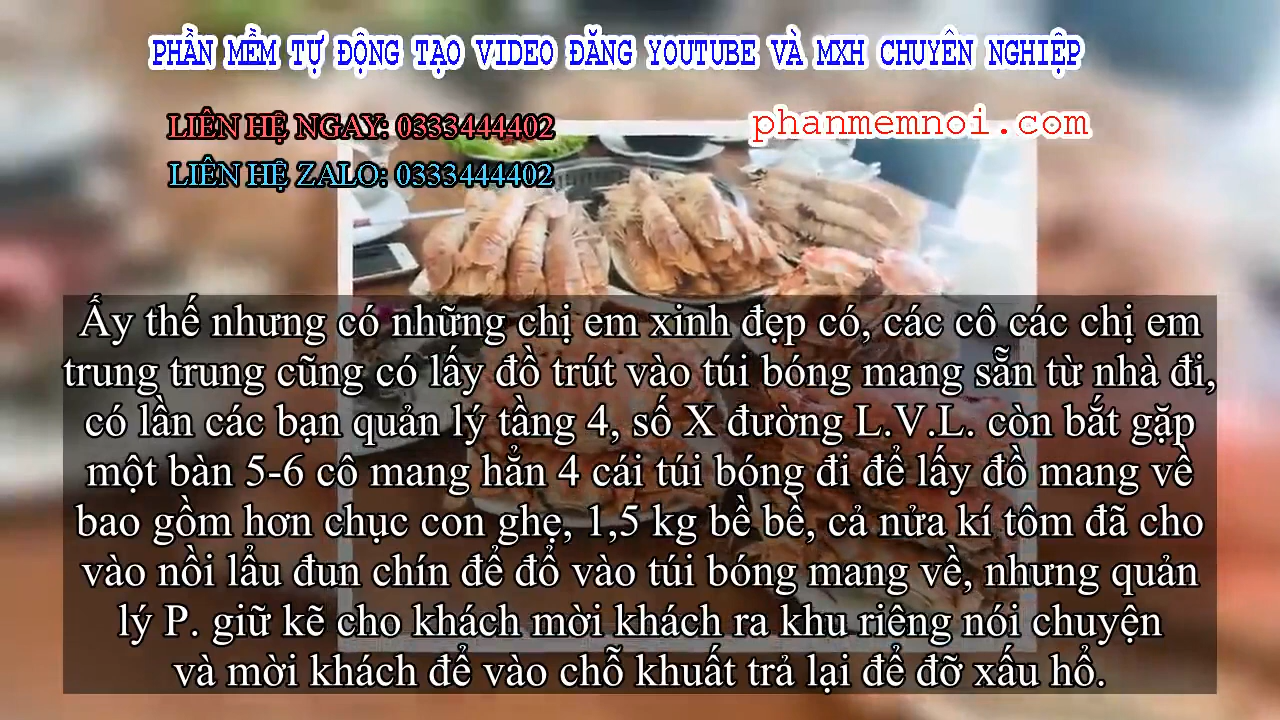 PHẦN MỀM TỰ ĐỘNG TẠO VIDEO ĐĂNG YOUTUBE VÀ MXH CHUYÊN NGHIỆP
LIÊN HỆ NGAY: 0333444402
phanmemnoi.com
LIÊN HỆ ZALO: 0333444402
Ấy thế nhưng có những chị em xinh đẹp có, các cô các chị em
trung trung cũng có lấy đồ trút vào túi bóng mang sẵn từ nhà đi,
có lần các bạn quản lý tầng 4, số X đường L.V.L. còn bắt gặp
một bàn 5-6 cô mang hẳn 4 cái túi bóng đi để lấy đồ mang về
bao gồm hơn chục con ghẹ, 1,5 kg bề bề, cả nửa kí tôm đã cho
vào nồi lẩu đun chín để đổ vào túi bóng mang về, nhưng quản
lý P. giữ kẽ cho khách mời khách ra khu riêng nói chuyện
và mời khách để vào chỗ khuất trả lại để đỡ xấu hổ.